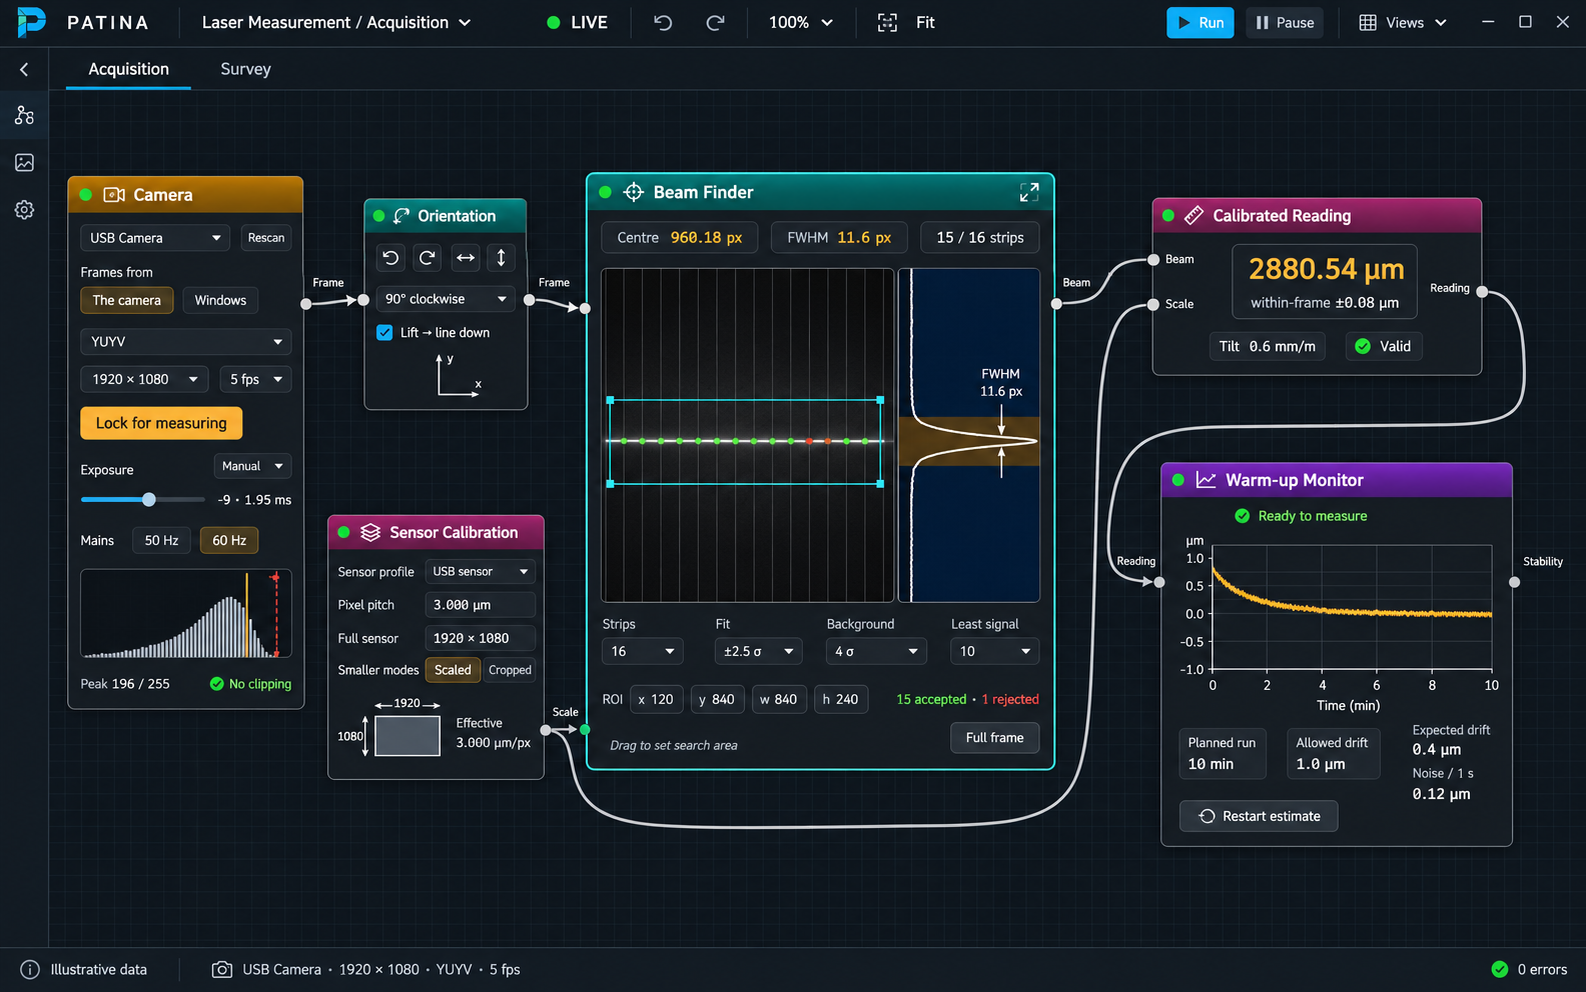 PATINA
Laser Measurement / Acquisition
LIVE
100%
Fit
Run
Pause
Views
Acquisition
Survey
Camera
USB Camera
Rescan
Frames from
The camera
Windows
YUYV
1920 × 1080
5 fps
Lock for measuring
Exposure
Manual
-9 • 1.95 ms
Mains
50 Hz
60 Hz
Peak 196 / 255
No clipping
Frame
Orientation
90° clockwise
Lift → line down
y
x
Frame
Sensor Calibration
Sensor profile
USB sensor
Pixel pitch
3.000 µm
Full sensor
1920 × 1080
Smaller modes
Scaled
Cropped
1920
1080
Effective
3.000 µm/px
Scale
Beam Finder
Centre 960.18 px
FWHM 11.6 px
15 / 16 strips
FWHM
11.6 px
Strips
Fit
Background
Least signal
16
±2.5 σ
4 σ
10
ROI
x 120
y 840
w 840
h 240
15 accepted • 1 rejected
Drag to set search area
Full frame
Beam
Calibrated Reading
Beam
Scale
2880.54 µm
within-frame ±0.08 µm
Reading
Tilt 0.6 mm/m
Valid
Reading
Warm-up Monitor
Ready to measure
µm
1.0
0.5
0.0
-0.5
-1.0
0
2
4
6
8
10
Time (min)
Stability
Planned run
10 min
Allowed drift
1.0 µm
Expected drift
0.4 µm
Noise / 1 s
0.12 µm
Restart estimate
Illustrative data
USB Camera • 1920 × 1080 • YUYV • 5 fps
0 errors